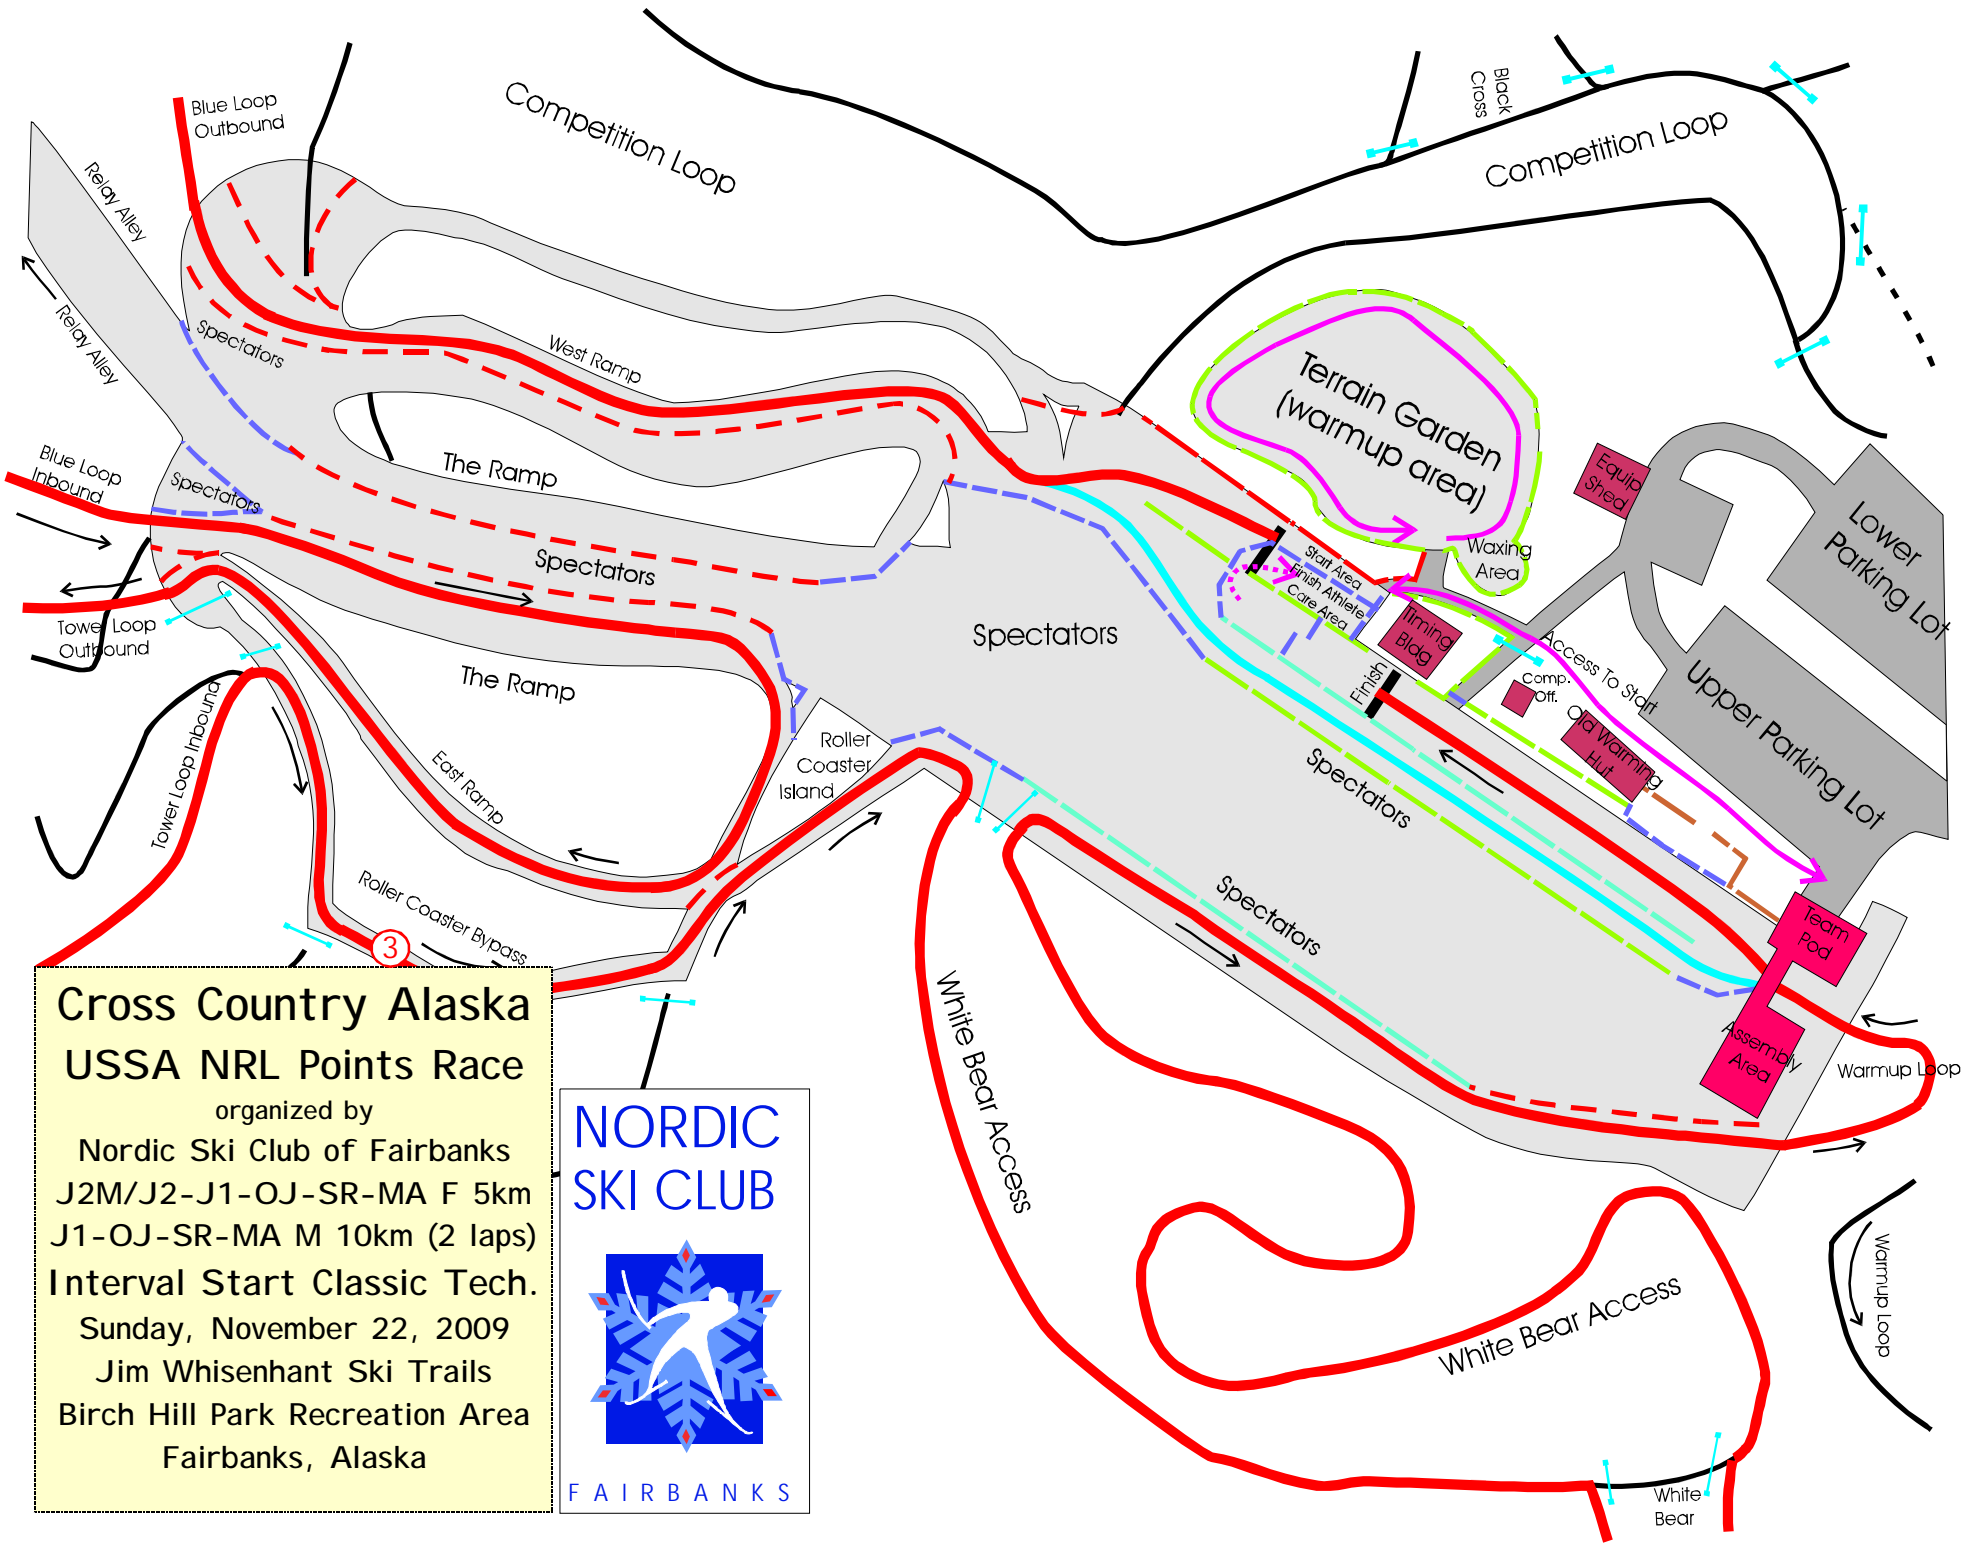 Blue Loop
Outbound
Competition Loop
Black
Cross
Competition Loop
Relay Alley
Relay Alley
Spectators
West Ramp
Terrain Garden
(warmup area)
Equip
Shed
Lower
Parking Lot
Blue Loop
Inbound
Spectators
The Ramp
Spectators
Waxing
Area
Start Area
Finish Athlete
Care Area
Timing
Bldg
Access To Start
Upper Parking Lot
Tower Loop
Outbound
The Ramp
Spectators
Finish
Comp.
Off.
Old Warming
Hut
Tower Loop Inbound
East Ramp
Roller
Coaster
Island
Spectators
Roller Coaster Bypass
3
Spectators
Team
Pod
Assembly
Area
Warmup Loop
White Bear Access
White Bear Access
Warmup Loop
White
Bear
Cross Country Alaska
USSA NRL Points Race
organized by
Nordic Ski Club of Fairbanks
J2M/J2-J1-OJ-SR-MA F 5km
J1-OJ-SR-MA M 10km (2 laps)
Interval Start Classic Tech.
Sunday, November 22, 2009
Jim Whisenhant Ski Trails
Birch Hill Park Recreation Area
Fairbanks, Alaska
NORDIC
SKI CLUB
FAIRBANKS